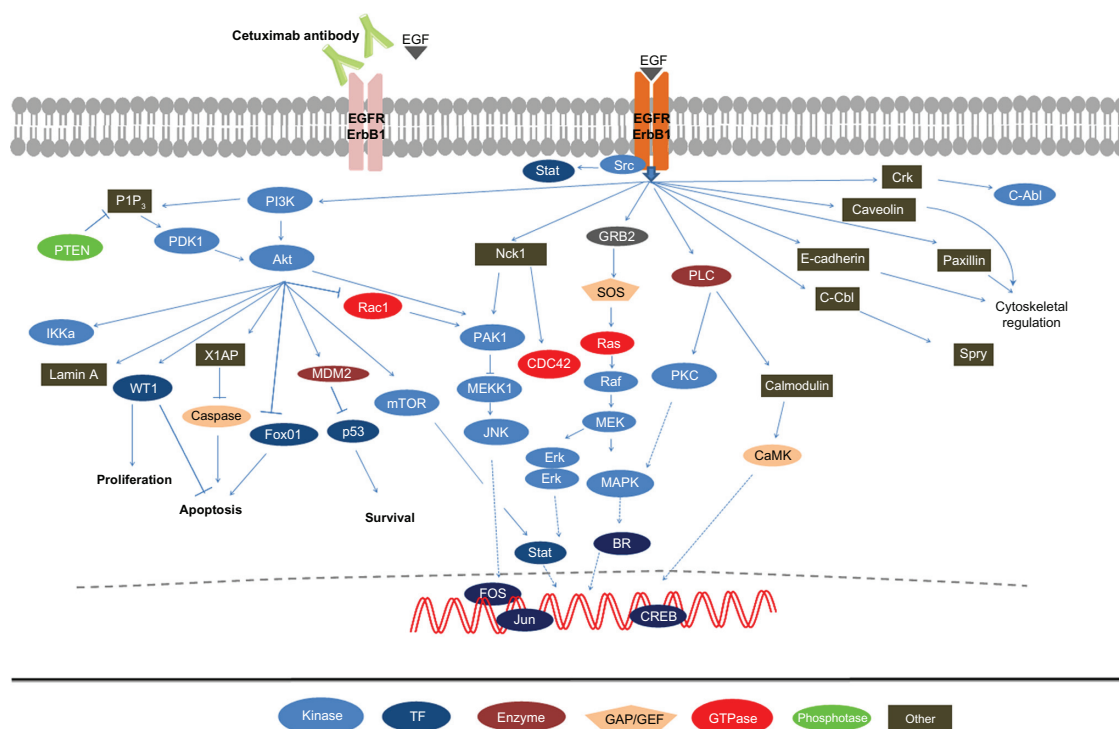 Cetuximab antibody
EGF
EGF
EGFR
ErbB1
EGFR
ErbB1
Stat
Src
Crk
C-Abl
P1P3
PI3K
Caveolin
PTEN
PDK1
Akt
Nck1
GRB2
PLC
E-cadherin
Paxillin
SOS
C-Cbl
Cytoskeletal
regulation
Rac1
IKKa
PAK1
Ras
Spry
X1AP
CDC42
Lamin A
MDM2
WT1
mTOR
MEKK1
Raf
PKC
Calmodulin
Caspase
Fox01
p53
JNK
MEK
Erk
Erk
CaMK
MAPK
Proliferation
Apoptosis
Survival
Stat
BR
FOS
Jun
CREB
Kinase
TF
Enzyme
GAP/GEF
GTPase
Phosphotase
Other